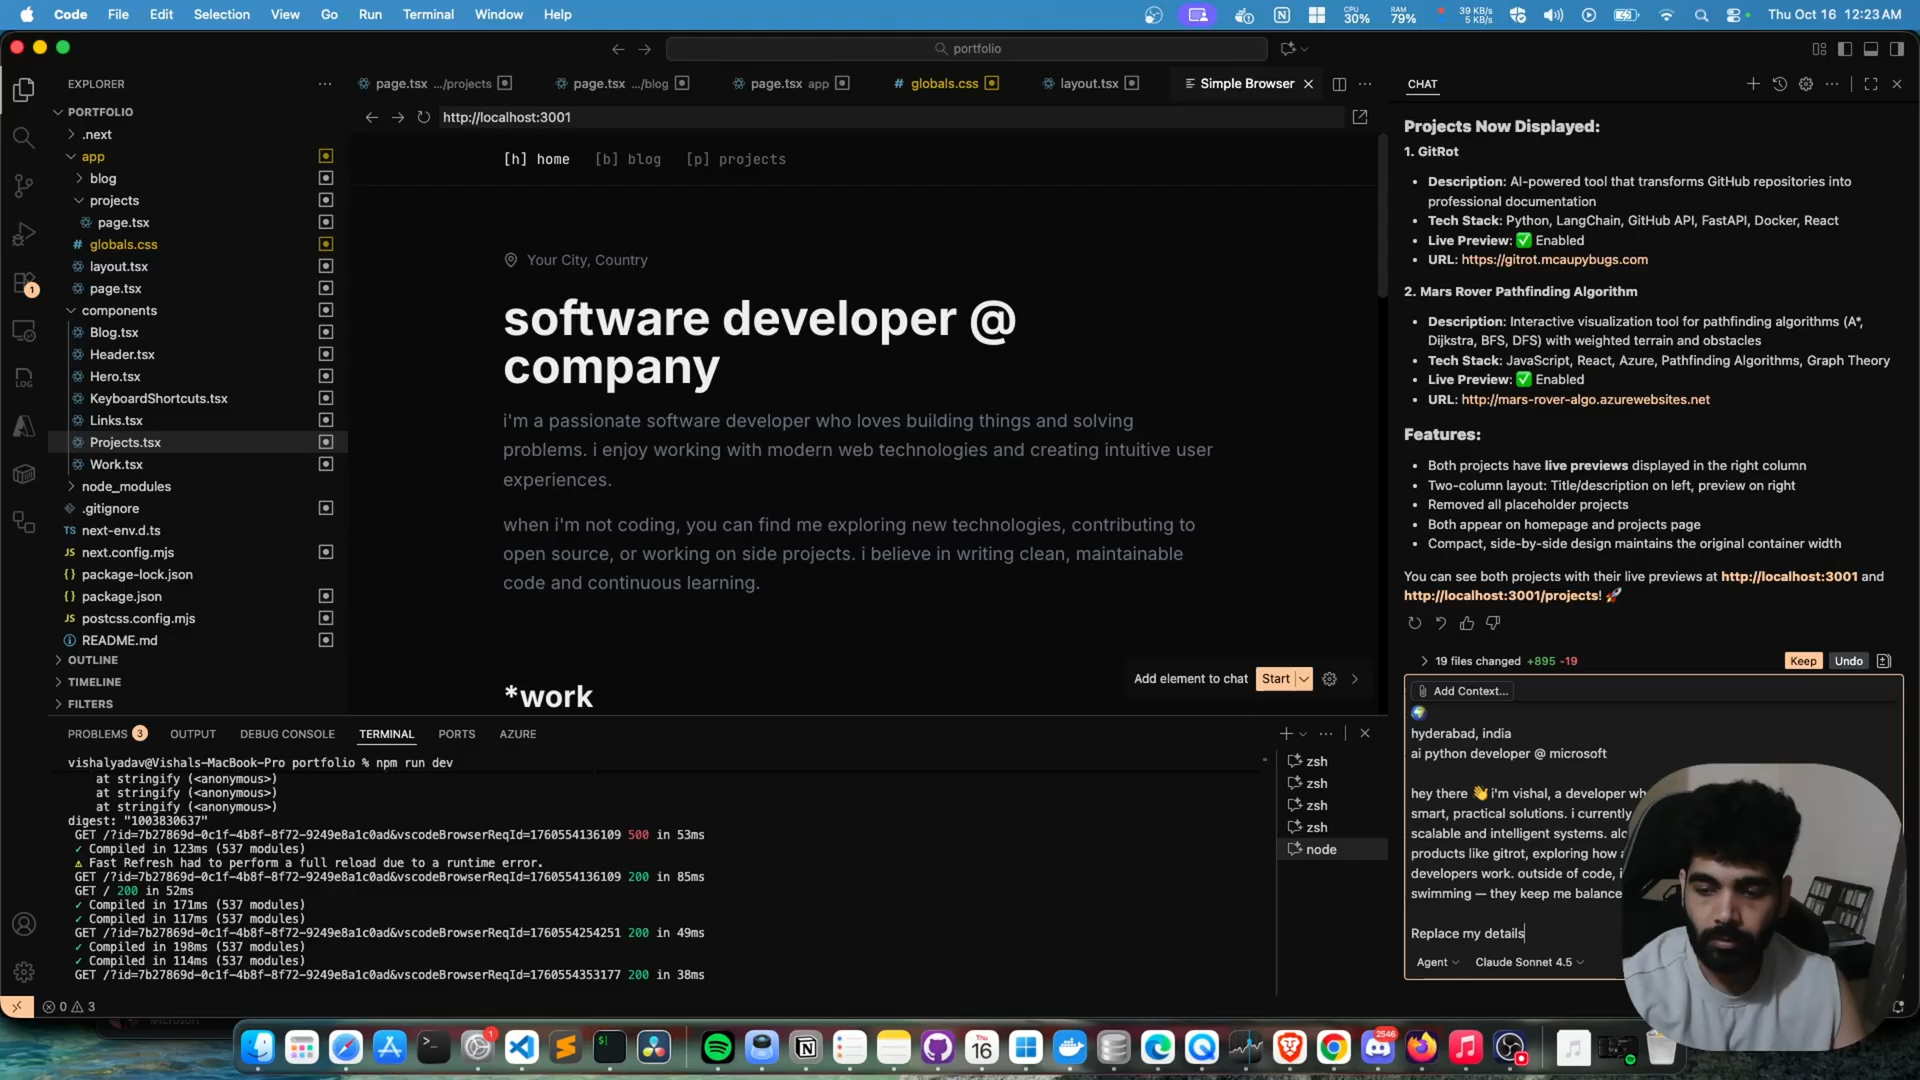 Code File Edit Selection View Go Run Terminal Window Help
CPU 30% RAM 79% 39 KB/s 5 KB/s Thu Oct 16 12:23 AM
portfolio
EXPLORER
PORTFOLIO
.next
app
blog
projects
page.tsx
globals.css
layout.tsx
page.tsx
components
Blog.tsx
Header.tsx
Hero.tsx
KeyboardShortcuts.tsx
Links.tsx
Projects.tsx
Work.tsx
node_modules
.gitignore
TS next-env.d.ts
JS next.config.mjs
{} package-lock.json
{} package.json
JS postcss.config.mjs
README.md
OUTLINE
TIMELINE
FILTERS
LOG
1
page.tsx .../projects page.tsx .../blog page.tsx app # globals.css layout.tsx Simple Browser
http://localhost:3001
[h] home [b] blog [p] projects
Your City, Country
software developer @
company
i'm a passionate software developer who loves building things and solving
problems. i enjoy working with modern web technologies and creating intuitive user
experiences.
when i'm not coding, you can find me exploring new technologies, contributing to
open source, or working on side projects. i believe in writing clean, maintainable
code and continuous learning.
Add element to chat Start
*work
PROBLEMS 3 OUTPUT DEBUG CONSOLE TERMINAL PORTS AZURE
vishalyadav@Vishals-MacBook-Pro portfolio % npm run dev
at stringify (<anonymous>)
at stringify (<anonymous>)
at stringify (<anonymous>)
digest: "1003830637"
GET /?id=7b27869d-0c1f-4b8f-8f72-9249e8a1c0ad&vscodeBrowserReqId=1760554136109 500 in 53ms
✓ Compiled in 123ms (537 modules)
⚠ Fast Refresh had to perform a full reload due to a runtime error.
GET /?id=7b27869d-0c1f-4b8f-8f72-9249e8a1c0ad&vscodeBrowserReqId=1760554136109 200 in 85ms
GET / 200 in 52ms
✓ Compiled in 171ms (537 modules)
✓ Compiled in 117ms (537 modules)
GET /?id=7b27869d-0c1f-4b8f-8f72-9249e8a1c0ad&vscodeBrowserReqId=1760554254251 200 in 49ms
✓ Compiled in 198ms (537 modules)
✓ Compiled in 114ms (537 modules)
GET /?id=7b27869d-0c1f-4b8f-8f72-9249e8a1c0ad&vscodeBrowserReqId=1760554353177 200 in 38ms
zsh
zsh
zsh
zsh
node
CHAT
Projects Now Displayed:
1. GitRot
• Description: AI-powered tool that transforms GitHub repositories into
professional documentation
• Tech Stack: Python, LangChain, GitHub API, FastAPI, Docker, React
• Live Preview: ✅ Enabled
• URL: https://gitrot.mcaupybugs.com
2. Mars Rover Pathfinding Algorithm
• Description: Interactive visualization tool for pathfinding algorithms (A*,
Dijkstra, BFS, DFS) with weighted terrain and obstacles
• Tech Stack: JavaScript, React, Azure, Pathfinding Algorithms, Graph Theory
• Live Preview: ✅ Enabled
• URL: http://mars-rover-algo.azurewebsites.net
Features:
• Both projects have live previews displayed in the right column
• Two-column layout: Title/description on left, preview on right
• Removed all placeholder projects
• Both appear on homepage and projects page
• Compact, side-by-side design maintains the original container width
You can see both projects with their live previews at http://localhost:3001 and
http://localhost:3001/projects! 🚀
19 files changed +895 -19 Keep Undo
Add Context...
🌍
hyderabad, india
ai python developer @ microsoft
hey there 👋 i'm vishal, a developer wh
smart, practical solutions. i currently
scalable and intelligent systems. alo
products like gitrot, exploring how a
developers work. outside of code, i
swimming — they keep me balance
Replace my details
Agent Claude Sonnet 4.5
0 3
Microsoft
1
THU 16
2546